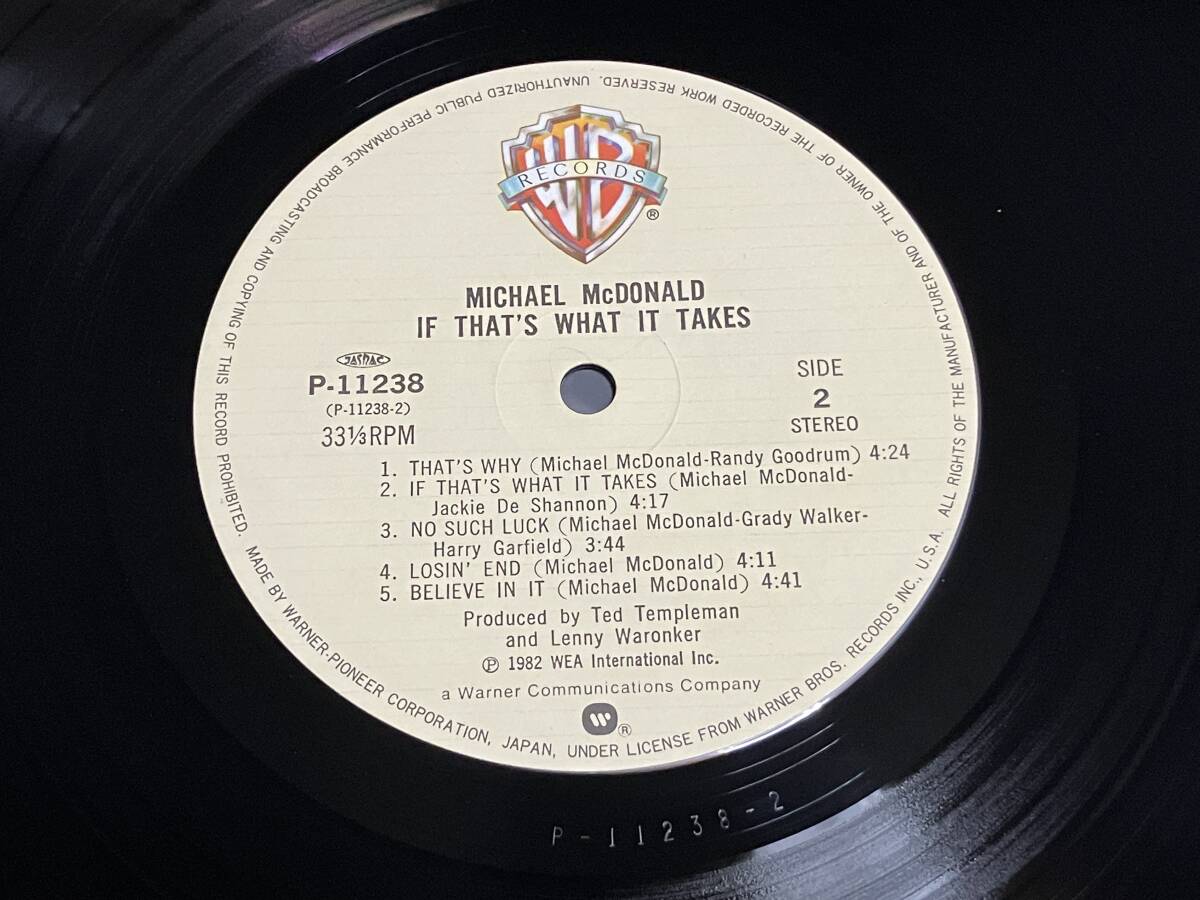 WB
RECORDS
®
MICHAEL McDONALD
IF THAT'S WHAT IT TAKES
JASRAC
P-11238
(P-11238-2)
33⅓RPM
SIDE
2
STEREO
1. THAT'S WHY (Michael McDonald-Randy Goodrum) 4:24
2. IF THAT'S WHAT IT TAKES (Michael McDonald-
Jackie De Shannon) 4:17
3. NO SUCH LUCK (Michael McDonald-Grady Walker-
Harry Garfield) 3:44
4. LOSIN' END (Michael McDonald) 4:11
5. BELIEVE IN IT (Michael McDonald) 4:41
Produced by Ted Templeman
and Lenny Waronker
℗ 1982 WEA International Inc.
a Warner Communications Company
®
MADE BY WARNER-PIONEER CORPORATION, JAPAN, UNDER LICENSE FROM WARNER BROS. RECORDS INC., U.S.A. ALL RIGHTS OF THE MANUFACTURER AND OF THE OWNER OF THE RECORDED WORK RESERVED. UNAUTHORIZED PUBLIC PERFORMANCE BROADCASTING AND COPYING OF THIS RECORD PROHIBITED.
P-11238-2